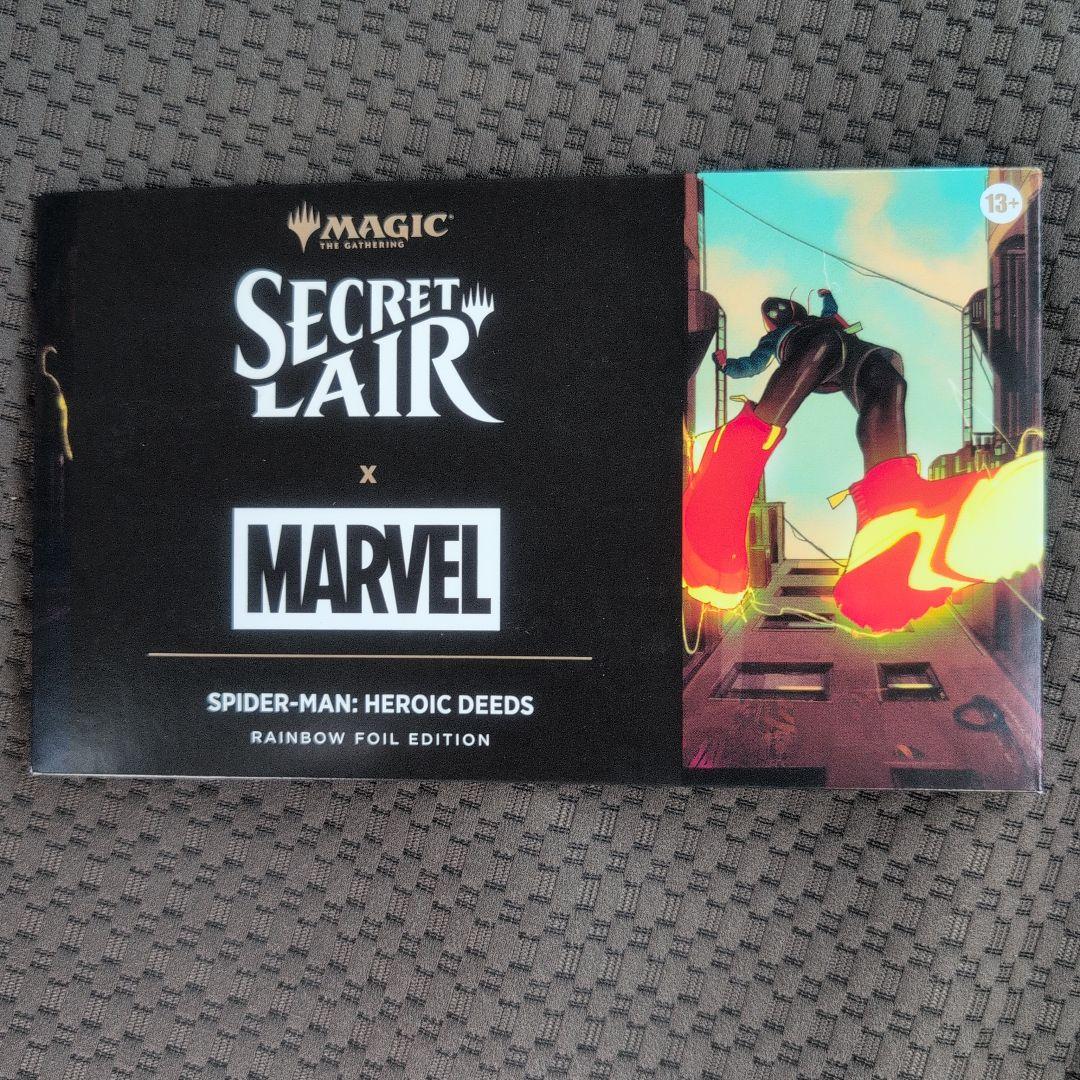 MAGIC
THE GATHERING
SECRET
LAIR
X
MARVEL
SPIDER-MAN: HEROIC DEEDS
RAINBOW FOIL EDITION
13+